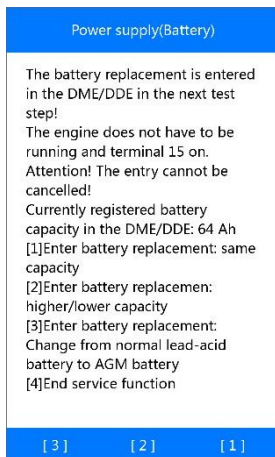 Power supply(Battery)
The battery replacement is entered
in the DME/DDE in the next test
step!
The engine does not have to be
running and terminal 15 on.
Attention! The entry cannot be
cancelled!
Currently registered battery
capacity in the DME/DDE: 64 Ah
[1]Enter battery replacement: same
capacity
[2]Enter battery replacemen:
higher/lower capacity
[3]Enter battery replacement:
Change from normal lead-acid
battery to AGM battery
[4]End service function
[ 3 ] [ 2 ] [ 1 ]